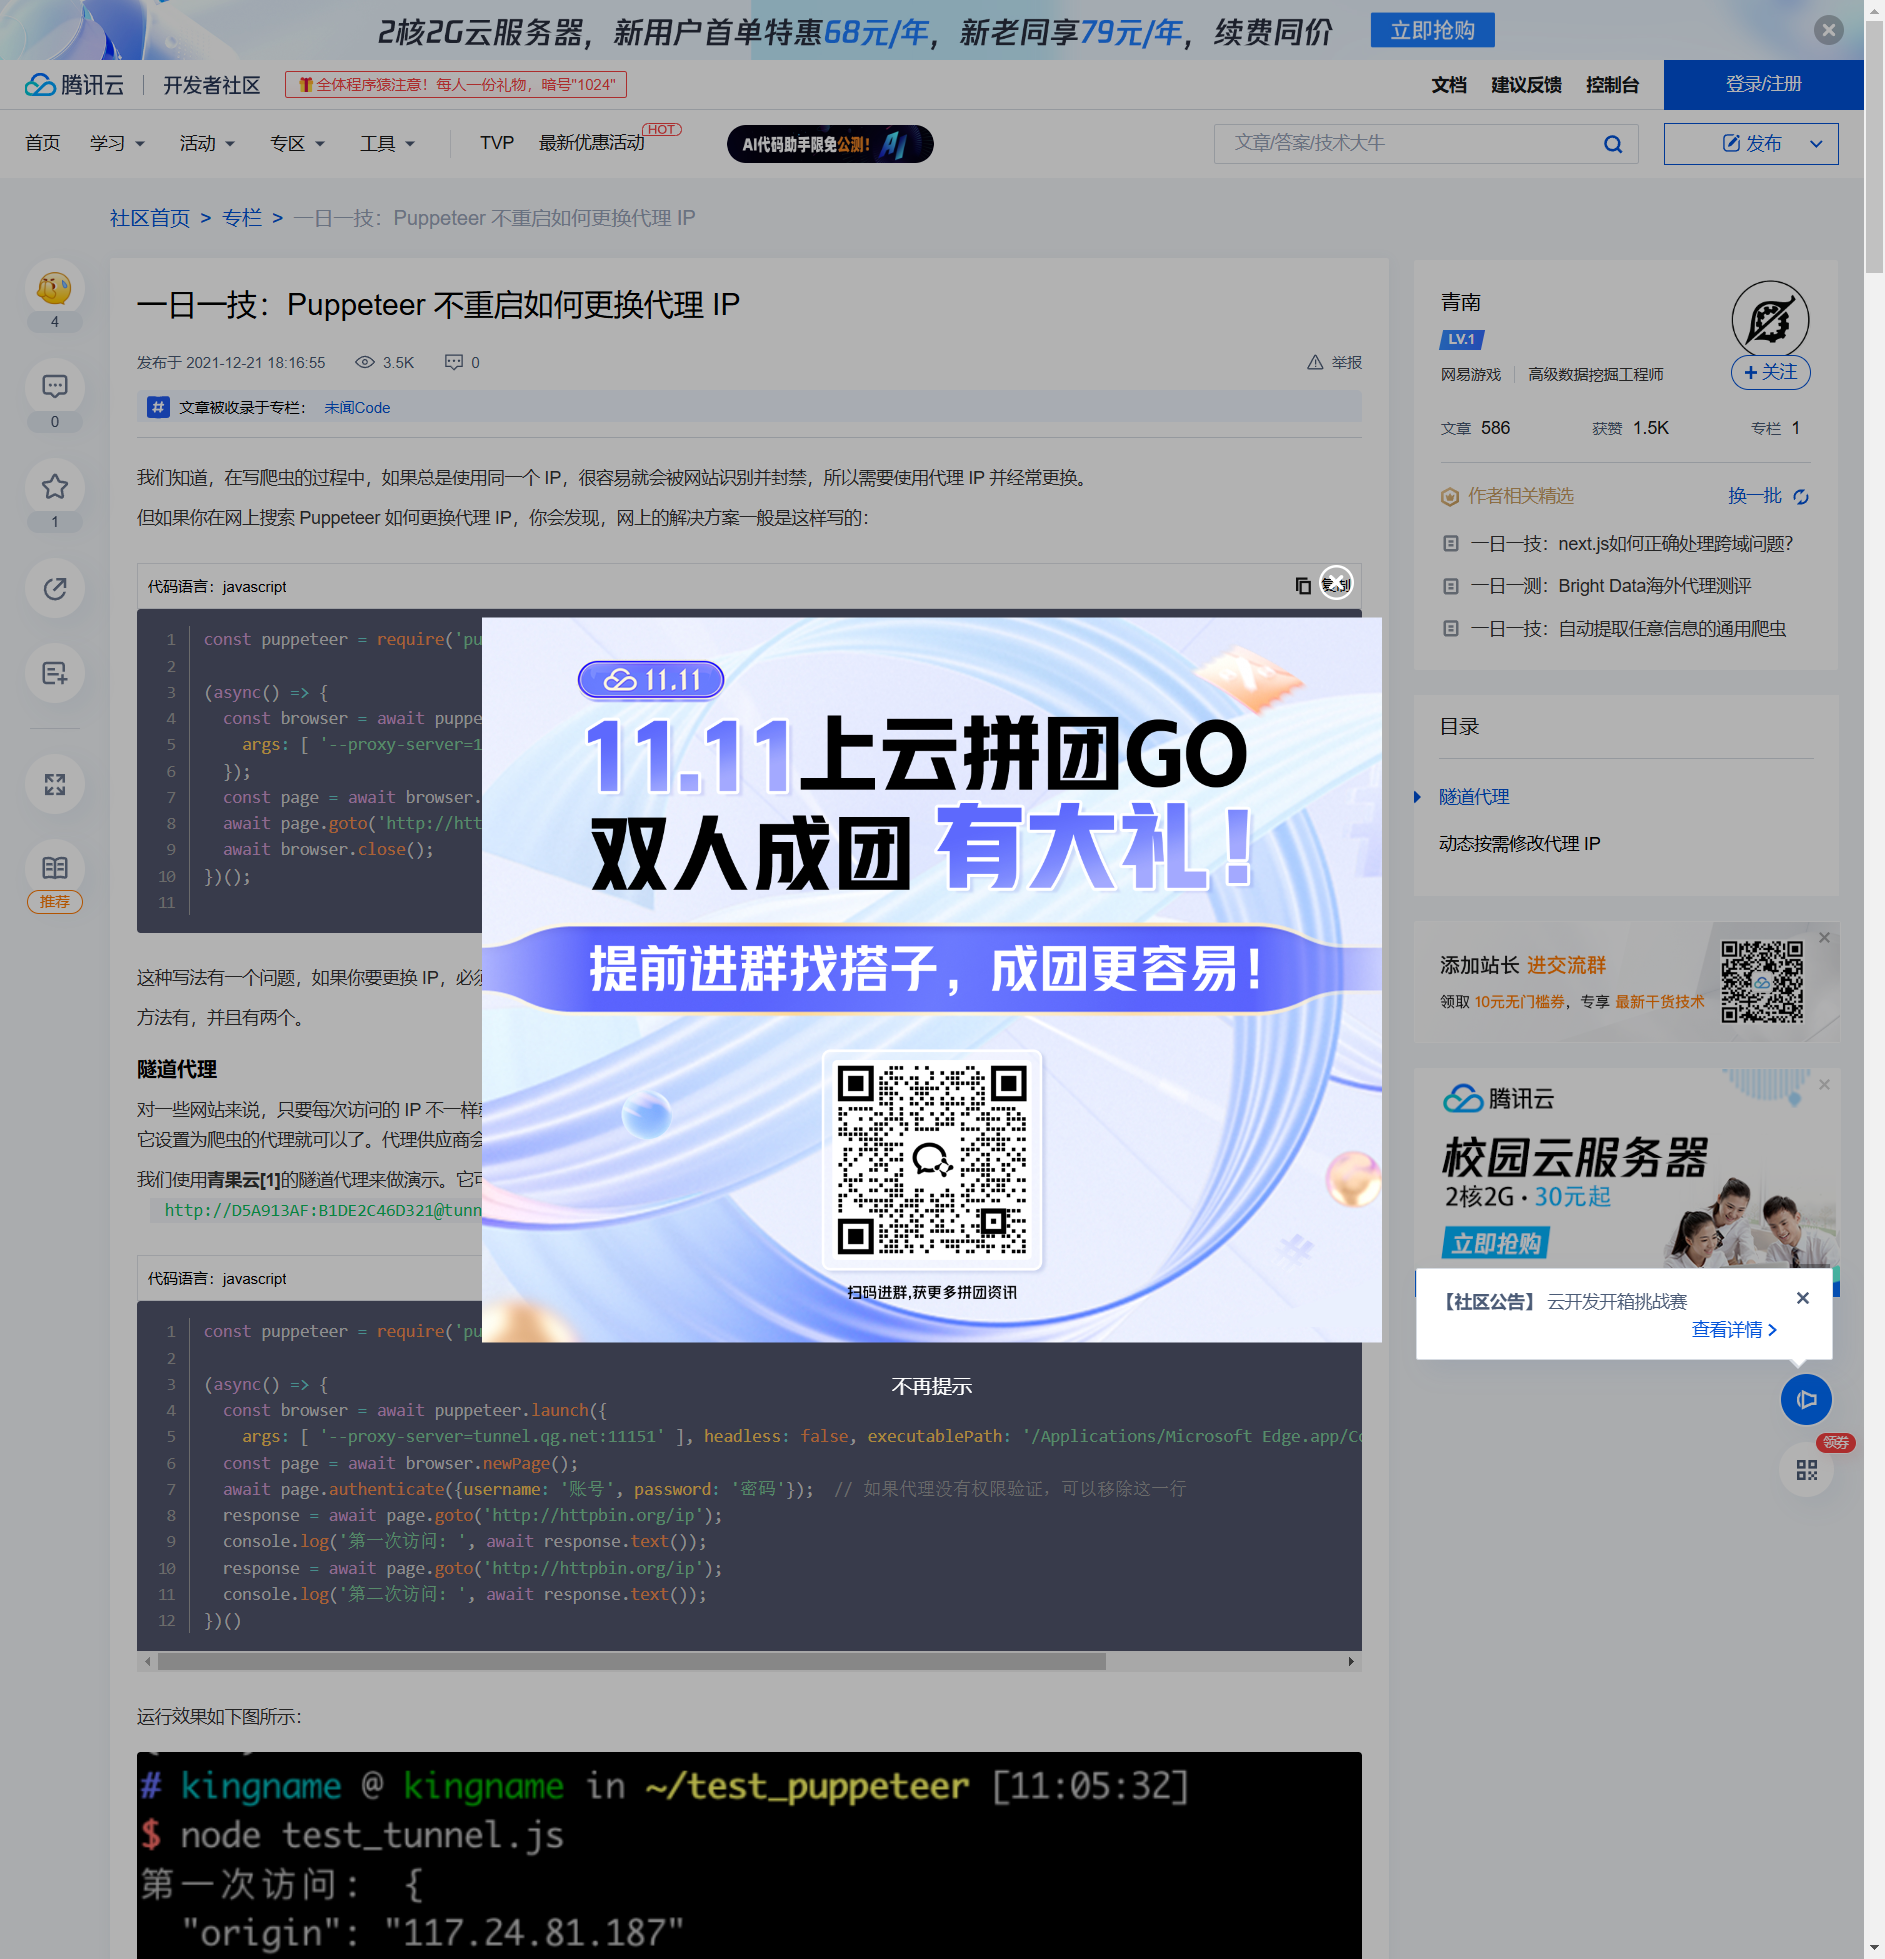 2核2G云服务器，新用户首单特惠68元/年，新老同享79元/年，续费同价 立即抢购
腾讯云 开发者社区 全体程序猿注意！每人一份礼物，暗号"1024" 文档 建议反馈 控制台 登录/注册
首页 学习 活动 专区 工具 TVP 最新优惠活动 HOT AI代码助手限免公测! 文章/答案/技术大牛 发布
社区首页 > 专栏 > 一日一技：Puppeteer 不重启如何更换代理 IP
4
0
1
推荐
一日一技：Puppeteer 不重启如何更换代理 IP
发布于 2021-12-21 18:16:55 3.5K 0 举报
# 文章被收录于专栏： 未闻Code
我们知道，在写爬虫的过程中，如果总是使用同一个 IP，很容易就会被网站识别并封禁，所以需要使用代理 IP 并经常更换。
但如果你在网上搜索 Puppeteer 如何更换代理 IP，你会发现，网上的解决方案一般是这样写的：
代码语言：javascript 复制
1 const puppeteer = require('pu
2
3 (async() => {
4 const browser = await puppe
5 args: [ '--proxy-server=1
6 });
7 const page = await browser.
8 await page.goto('http://htt
9 await browser.close();
10 })();
11
这种写法有一个问题，如果你要更换 IP，必须
方法有，并且有两个。
隧道代理
对一些网站来说，只要每次访问的 IP 不一样
它设置为爬虫的代理就可以了。代理供应商会
我们使用青果云[1]的隧道代理来做演示。它可
http://D5A913AF:B1DE2C46D321@tunn
代码语言：javascript
1 const puppeteer = require('pu
2
3 (async() => {
4 const browser = await puppeteer.launch({
5 args: [ '--proxy-server=tunnel.qg.net:11151' ], headless: false, executablePath: '/Applications/Microsoft Edge.app/Co
6 const page = await browser.newPage();
7 await page.authenticate({username: '账号', password: '密码'}); // 如果代理没有权限验证，可以移除这一行
8 response = await page.goto('http://httpbin.org/ip');
9 console.log('第一次访问: ', await response.text());
10 response = await page.goto('http://httpbin.org/ip');
11 console.log('第二次访问: ', await response.text());
12 })()
运行效果如下图所示：
# kingname @ kingname in ~/test_puppeteer [11:05:32]
$ node test_tunnel.js
第一次访问: {
"origin": "117.24.81.187"
11.11
11.11上云拼团GO
双人成团 有大礼！
提前进群找搭子，成团更容易！
扫码进群,获更多拼团资讯
不再提示
青南
LV.1
网易游戏 高级数据挖掘工程师
关注
文章 586 获赞 1.5K 专栏 1
作者相关精选 换一批
一日一技：next.js如何正确处理跨域问题？
一日一测：Bright Data海外代理测评
一日一技：自动提取任意信息的通用爬虫
目录
隧道代理
动态按需修改代理 IP
添加站长 进交流群
领取 10元无门槛券，专享 最新干货技术
腾讯云
校园云服务器
2核2G · 30元起
立即抢购
【社区公告】 云开发开箱挑战赛
查看详情
领券